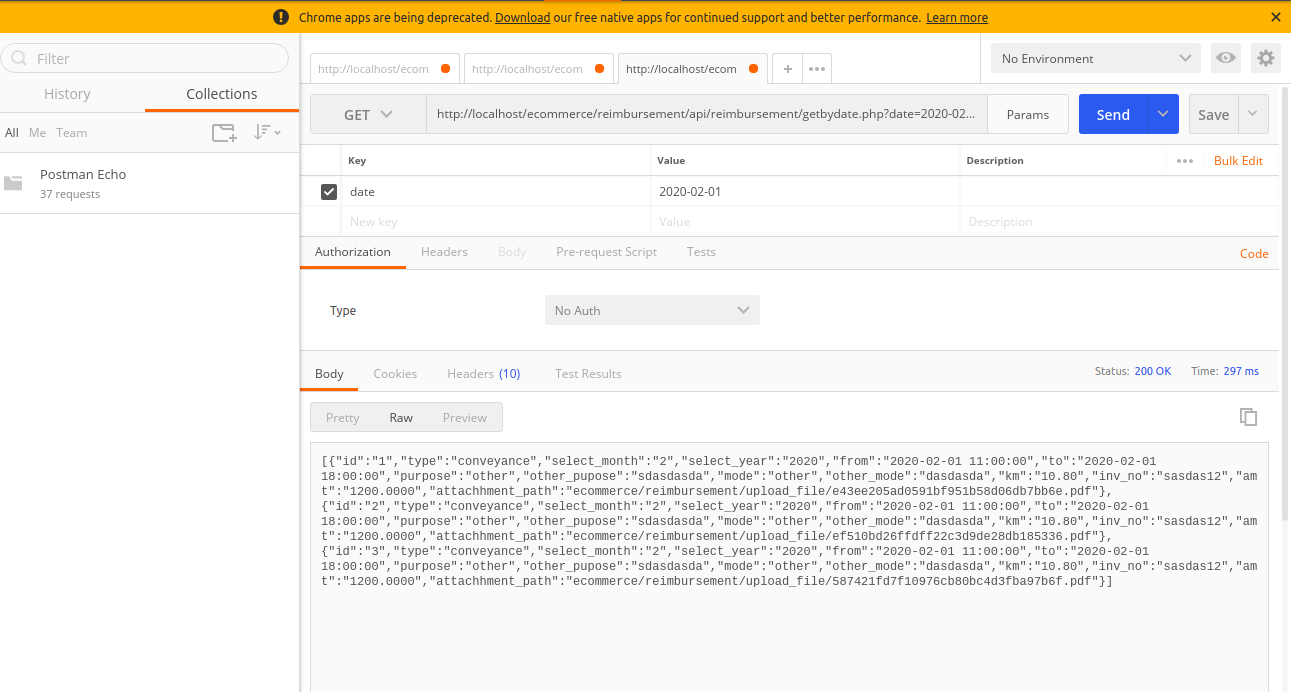 Chrome apps are being deprecated. Download our free native apps for continued support and better performance. Learn more
Filter
History
Collections
All
Me
Team
Postman Echo
37 requests
http://localhost/ecom
http://localhost/ecom
http://localhost/ecom
No Environment
GET
http://localhost/ecommerce/reimbursement/api/reimbursement/getbydate.php?date=2020-02...
Params
Send
Save
Key
Value
Description
Bulk Edit
date
2020-02-01
New key
Value
Description
Authorization
Headers
Body
Pre-request Script
Tests
Code
Type
No Auth
Body
Cookies
Headers (10)
Test Results
Status: 200 OK
Time: 297 ms
Pretty
Raw
Preview
[{"id":"1","type":"conveyance","select_month":"2","select_year":"2020","from":"2020-02-01 11:00:00","to":"2020-02-01
18:00:00","purpose":"other","other_pupose":"sdasdasda","mode":"other","other_mode":"dasdasda","km":"10.80","inv_no":"sasdas12","am
t":"1200.0000","attachhment_path":"ecommerce/reimbursement/upload_file/e43ee205ad0591bf951b58d06db7bb6e.pdf"},
{"id":"2","type":"conveyance","select_month":"2","select_year":"2020","from":"2020-02-01 11:00:00","to":"2020-02-01
18:00:00","purpose":"other","other_pupose":"sdasdasda","mode":"other","other_mode":"dasdasda","km":"10.80","inv_no":"sasdas12","am
t":"1200.0000","attachhment_path":"ecommerce/reimbursement/upload_file/ef510bd26ffdff22c3d9de28db185336.pdf"},
{"id":"3","type":"conveyance","select_month":"2","select_year":"2020","from":"2020-02-01 11:00:00","to":"2020-02-01
18:00:00","purpose":"other","other_pupose":"sdasdasda","mode":"other","other_mode":"dasdasda","km":"10.80","inv_no":"sasdas12","am
t":"1200.0000","attachhment_path":"ecommerce/reimbursement/upload_file/587421fd7f10976cb80bc4d3fba97b6f.pdf"}]